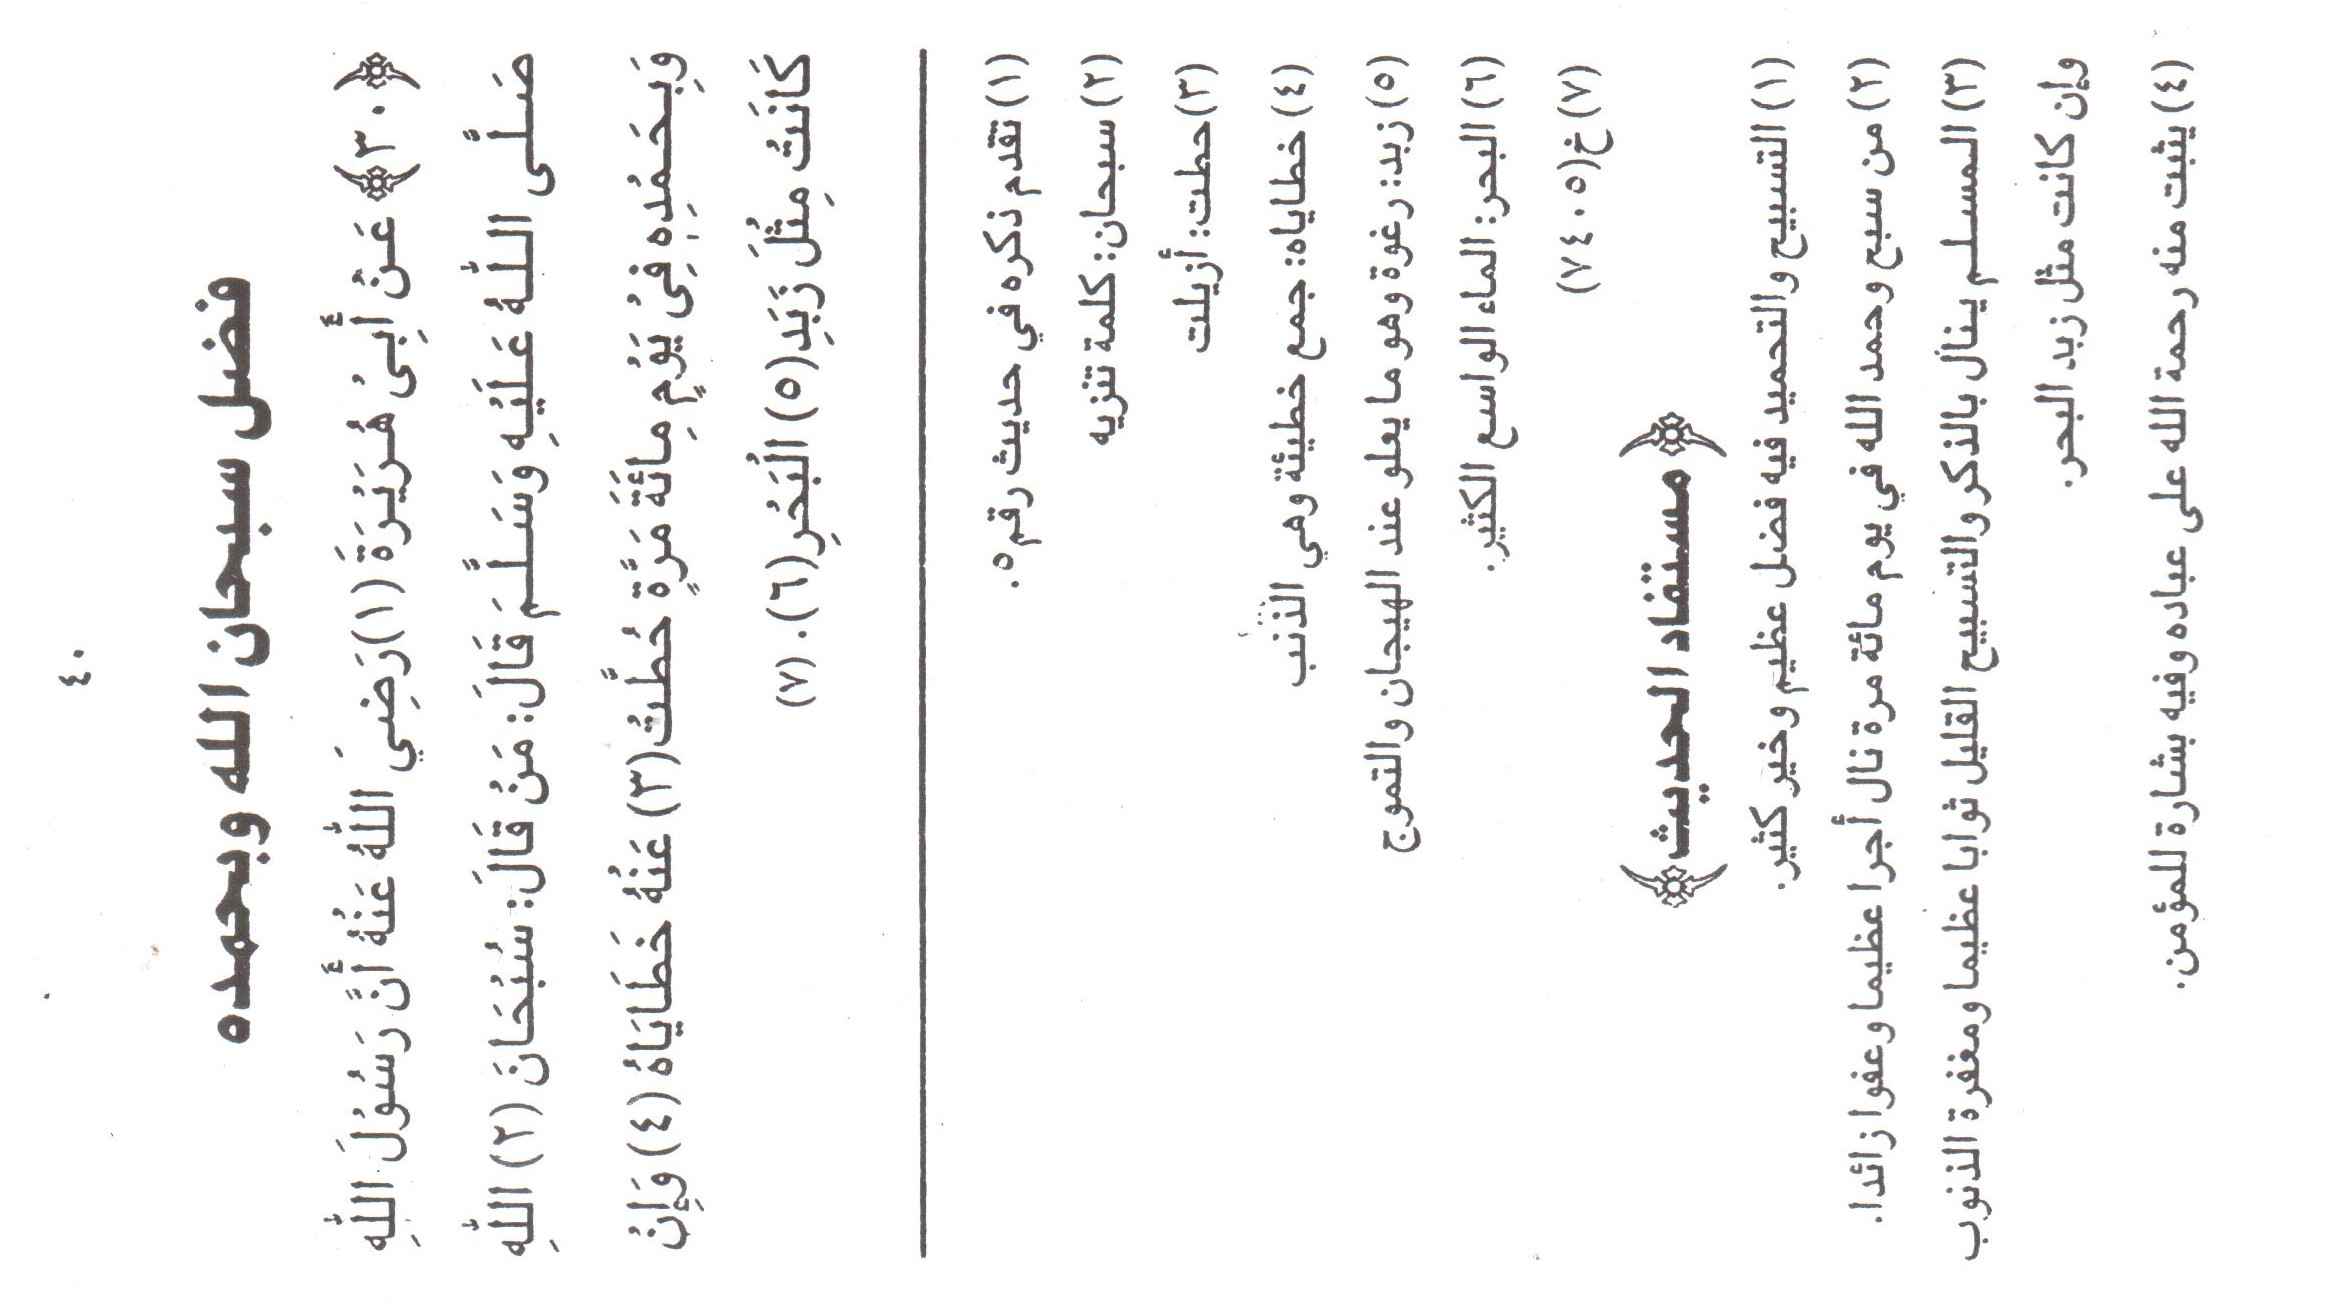 ٤٠
فضل سبحان الله وبحمده
﴿٣٠﴾ عَنْ أَبِیْ هُرَيْرَةَ (١)رَضِيَ اللّٰهُ عَنْهُ أَنَّ رَسُوْلَ اللّٰهِ
صَلَّى اللّٰهُ عَلَيْهِ وَسَلَّمَ قَالَ: مَنْ قَالَ: سُبْحَانَ (٢) اللّٰهِ
وَبِحَمْدِهٖ فِیْ يَوْمٍ مِائَةَ مَرَّةٍ حُطَّتْ(٣) عَنْهُ خَطَايَاهُ (٤) وَإِنْ
كَانَتْ مِثْلَ زَبَدِ(٥) الْبَحْرِ(٦). (٧)
(١) تقدم ذكره في حديث رقم٥.
(٢) سبحان: كلمة تنزيه
(٣)حطت: أزيلت
(٤) خطاياه: جمع خطيئة وهي الذنب
(٥) زبد: رغوة وهو ما يعلو عند الهيجان والتموج
(٦) البحر: الماء الواسع الكثير.
(٧) خ(٧٤٠٥)
﴿مستفاد الحديث﴾
(١) التسبيح والتحميد فيه فضل عظيم وخير كثير.
(٢) من سبح وحمد الله في يوم مائة مرة نال أجرا عظيما وعفوا زائدا.
(٣) المسلم ينال بالذكر والتسبيح القليل ثوابا عظيما ومغفرة الذنوب
وإن كانت مثل زبد البحر.
(٤) يثبت منه رحمة الله على عباده وفيه بشارة للمؤمن.